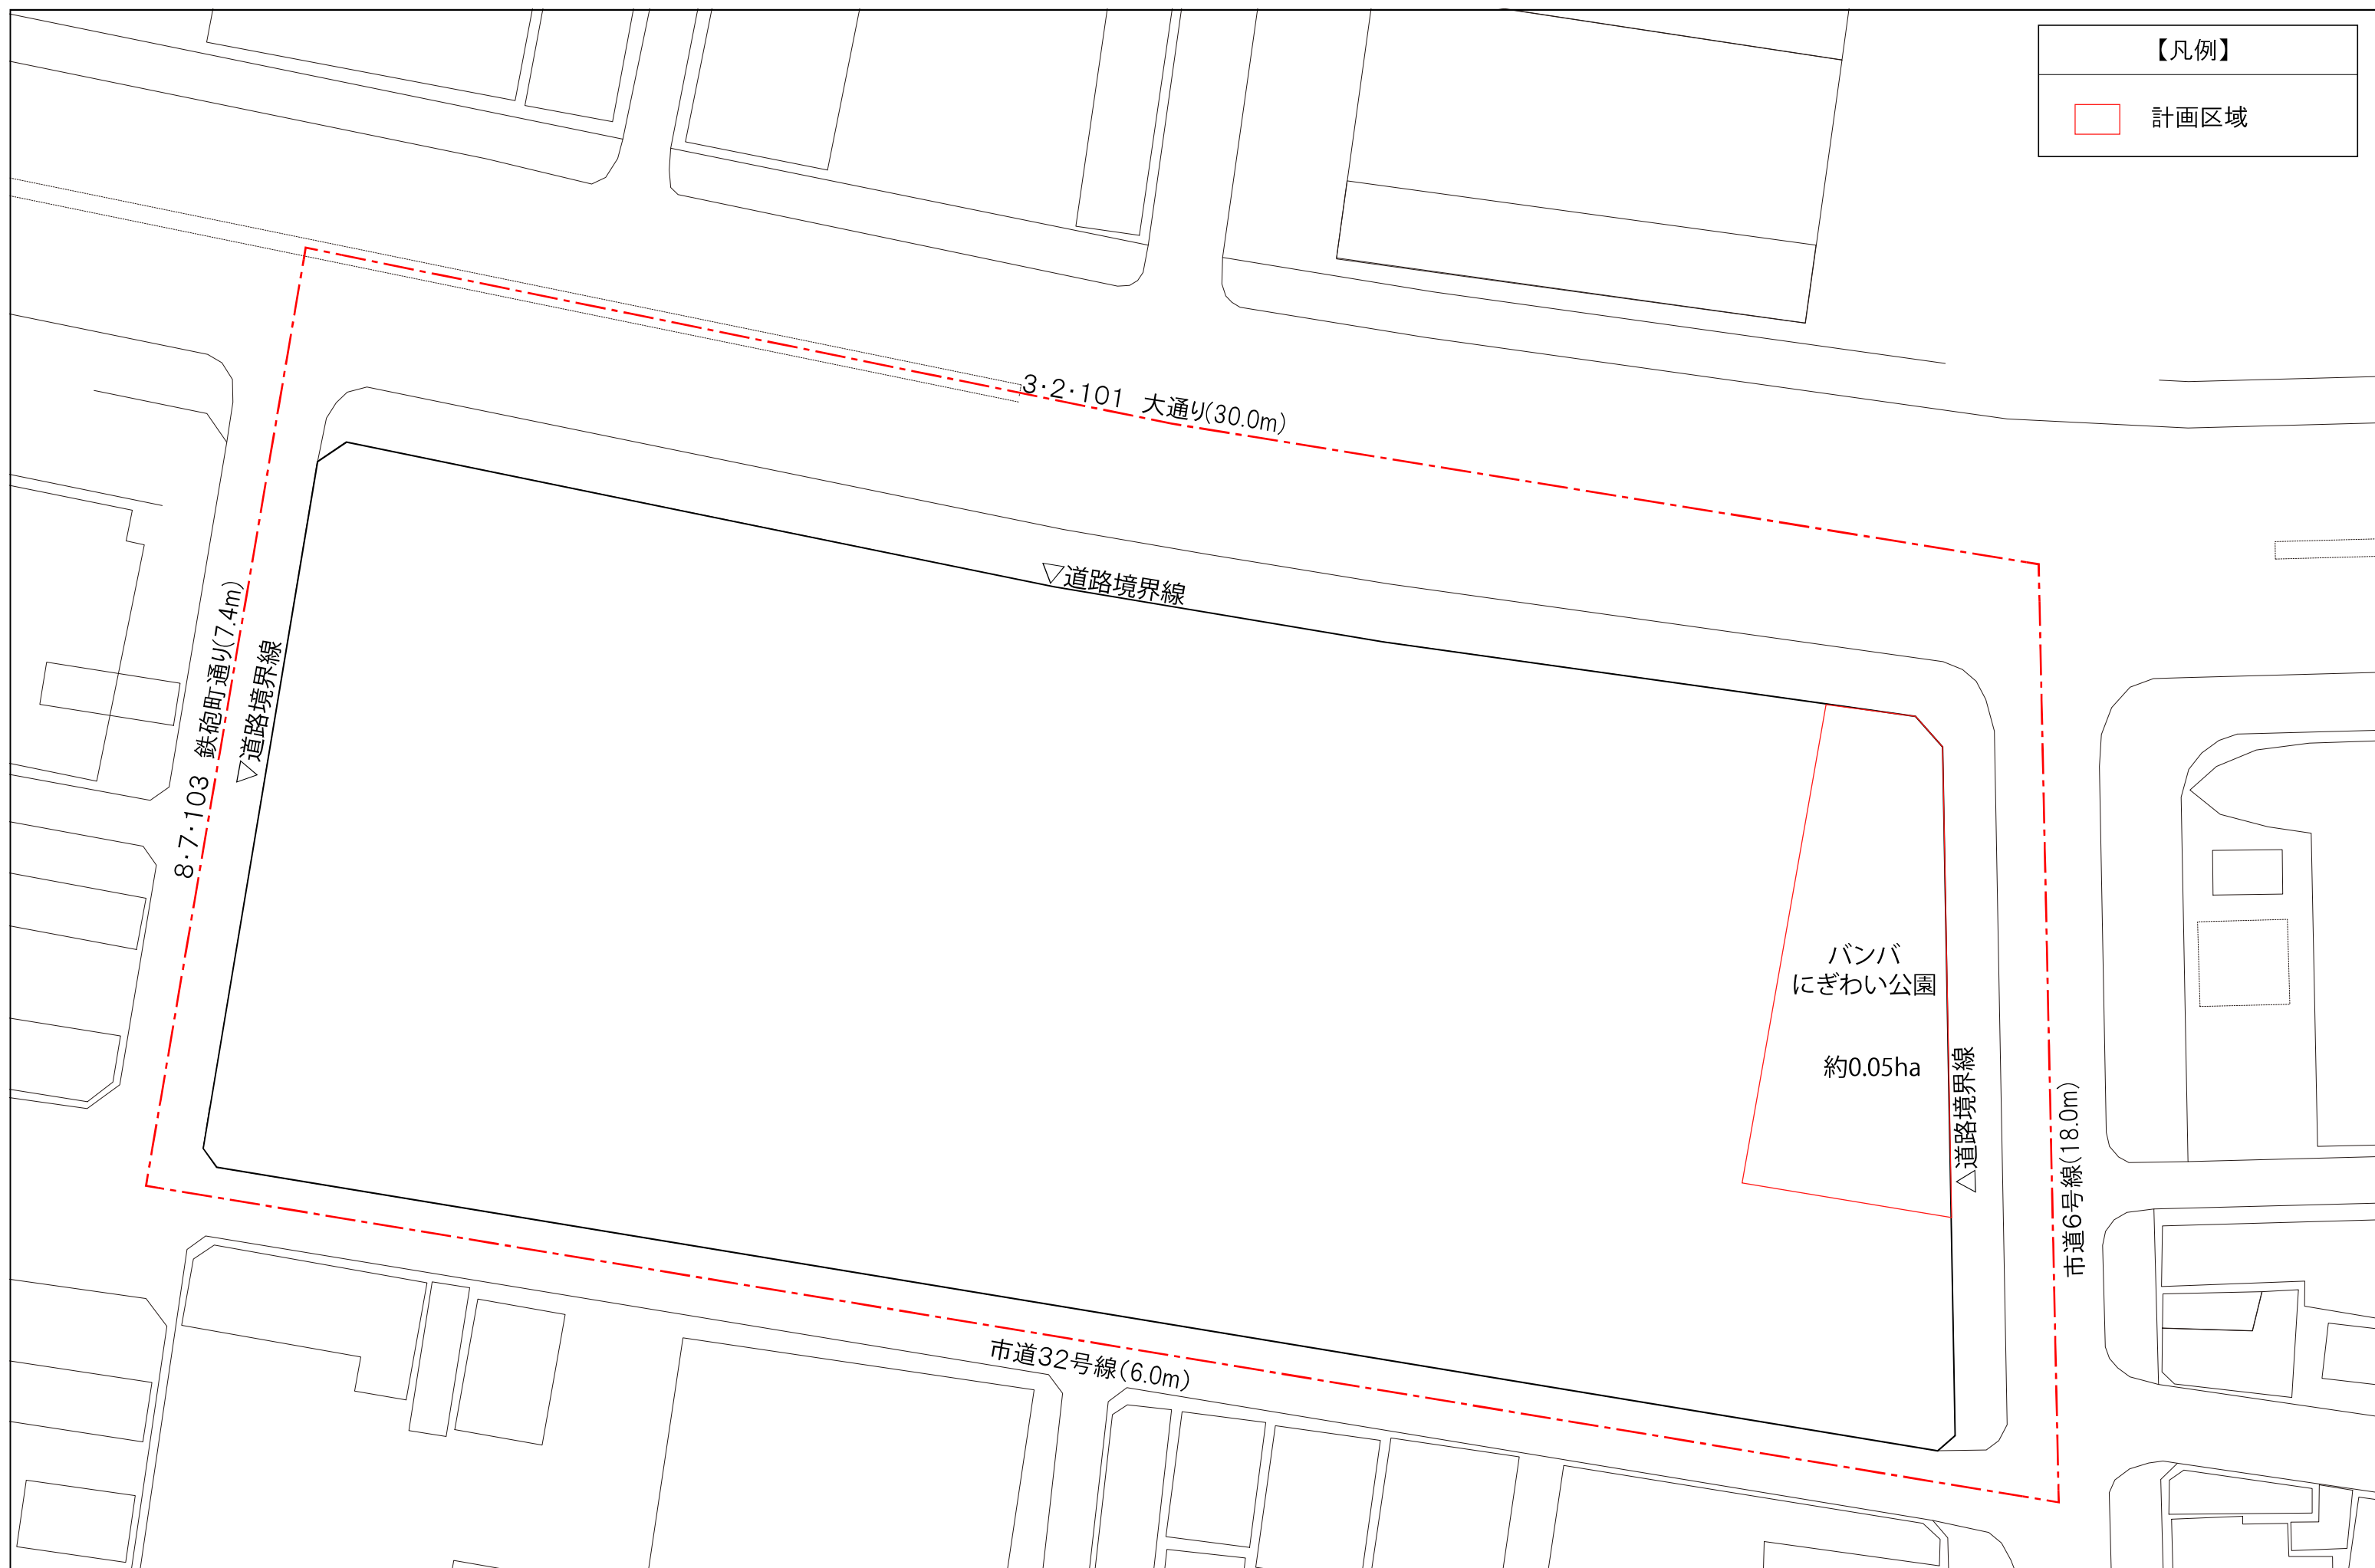 【凡例】
計画区域
3・2・101 大通り(30.0m)
▽道路境界線
8・7・103 鉄砲町通り(7.4m)
▽道路境界線
バンバ
にぎわい公園
約0.05ha
△道路境界線
市道6号線(18.0m)
市道32号線(6.0m)